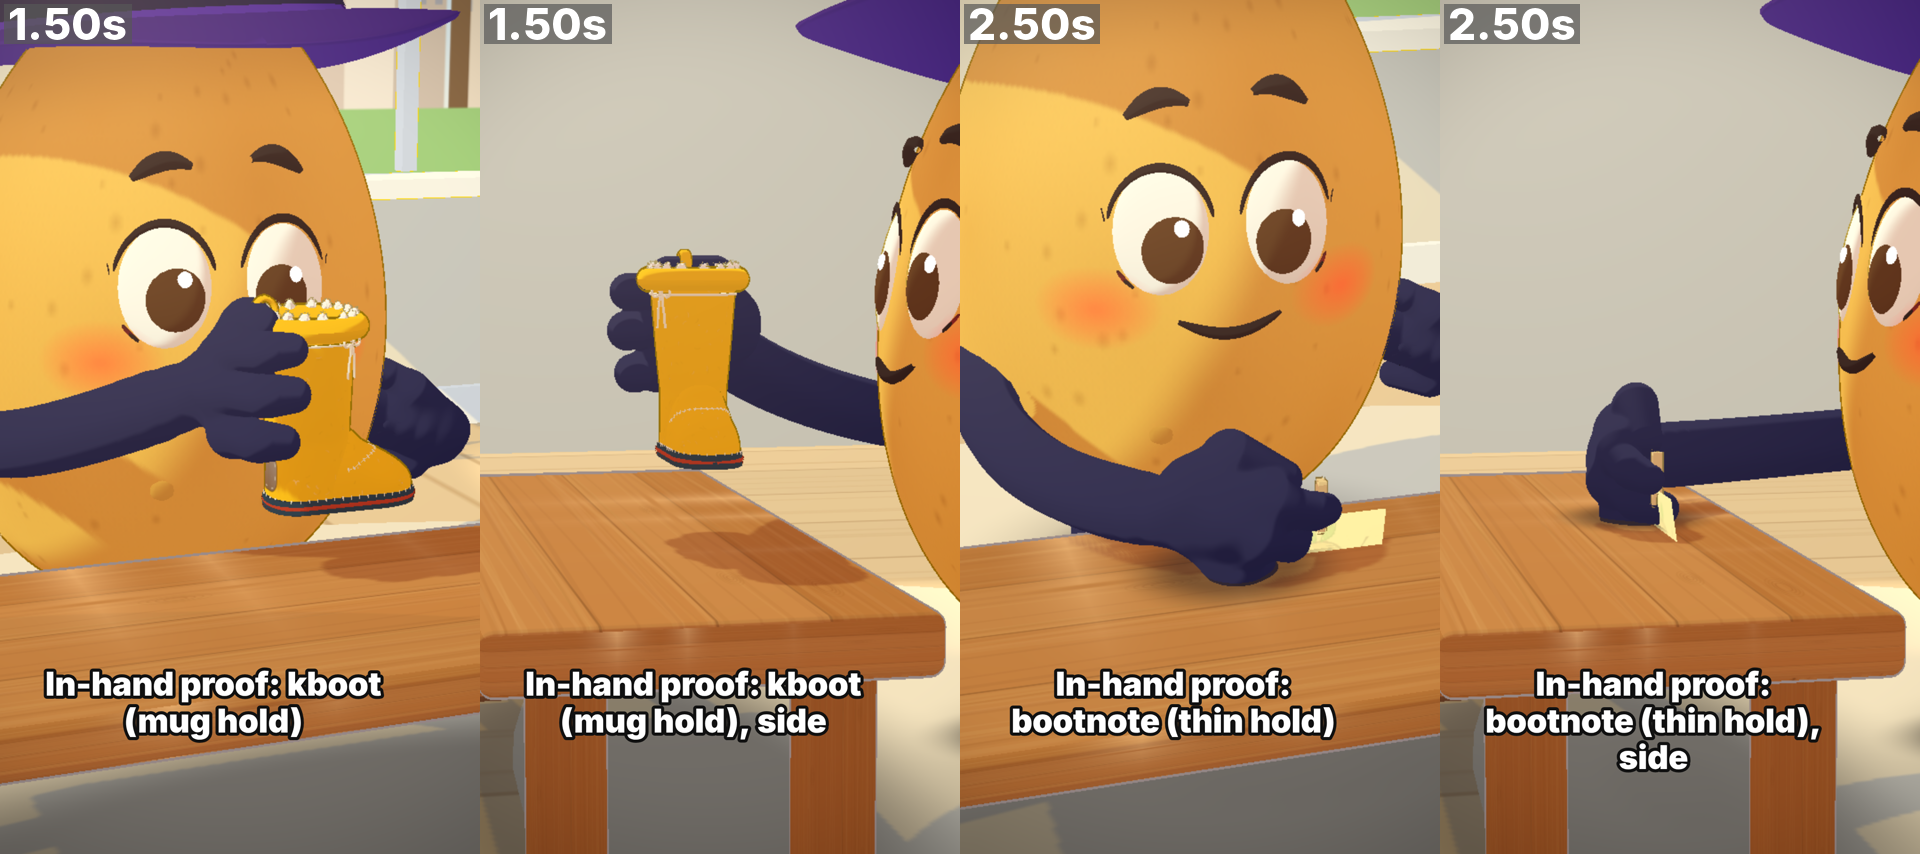 1.50s
In-hand proof: kboot
(mug hold)
1.50s
In-hand proof: kboot
(mug hold), side
2.50s
In-hand proof:
bootnote (thin hold)
2.50s
In-hand proof:
bootnote (thin hold),
side